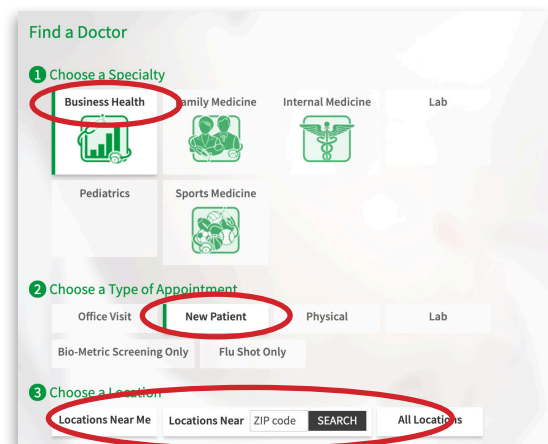 Find a Doctor
1 Choose a Specialty
Business Health Family Medicine Internal Medicine Lab
Pediatrics Sports Medicine
2 Choose a Type of Appointment
Office Visit New Patient Physical Lab
Bio-Metric Screening Only Flu Shot Only
3 Choose a Location
Locations Near Me Locations Near ZIP code SEARCH All Locations